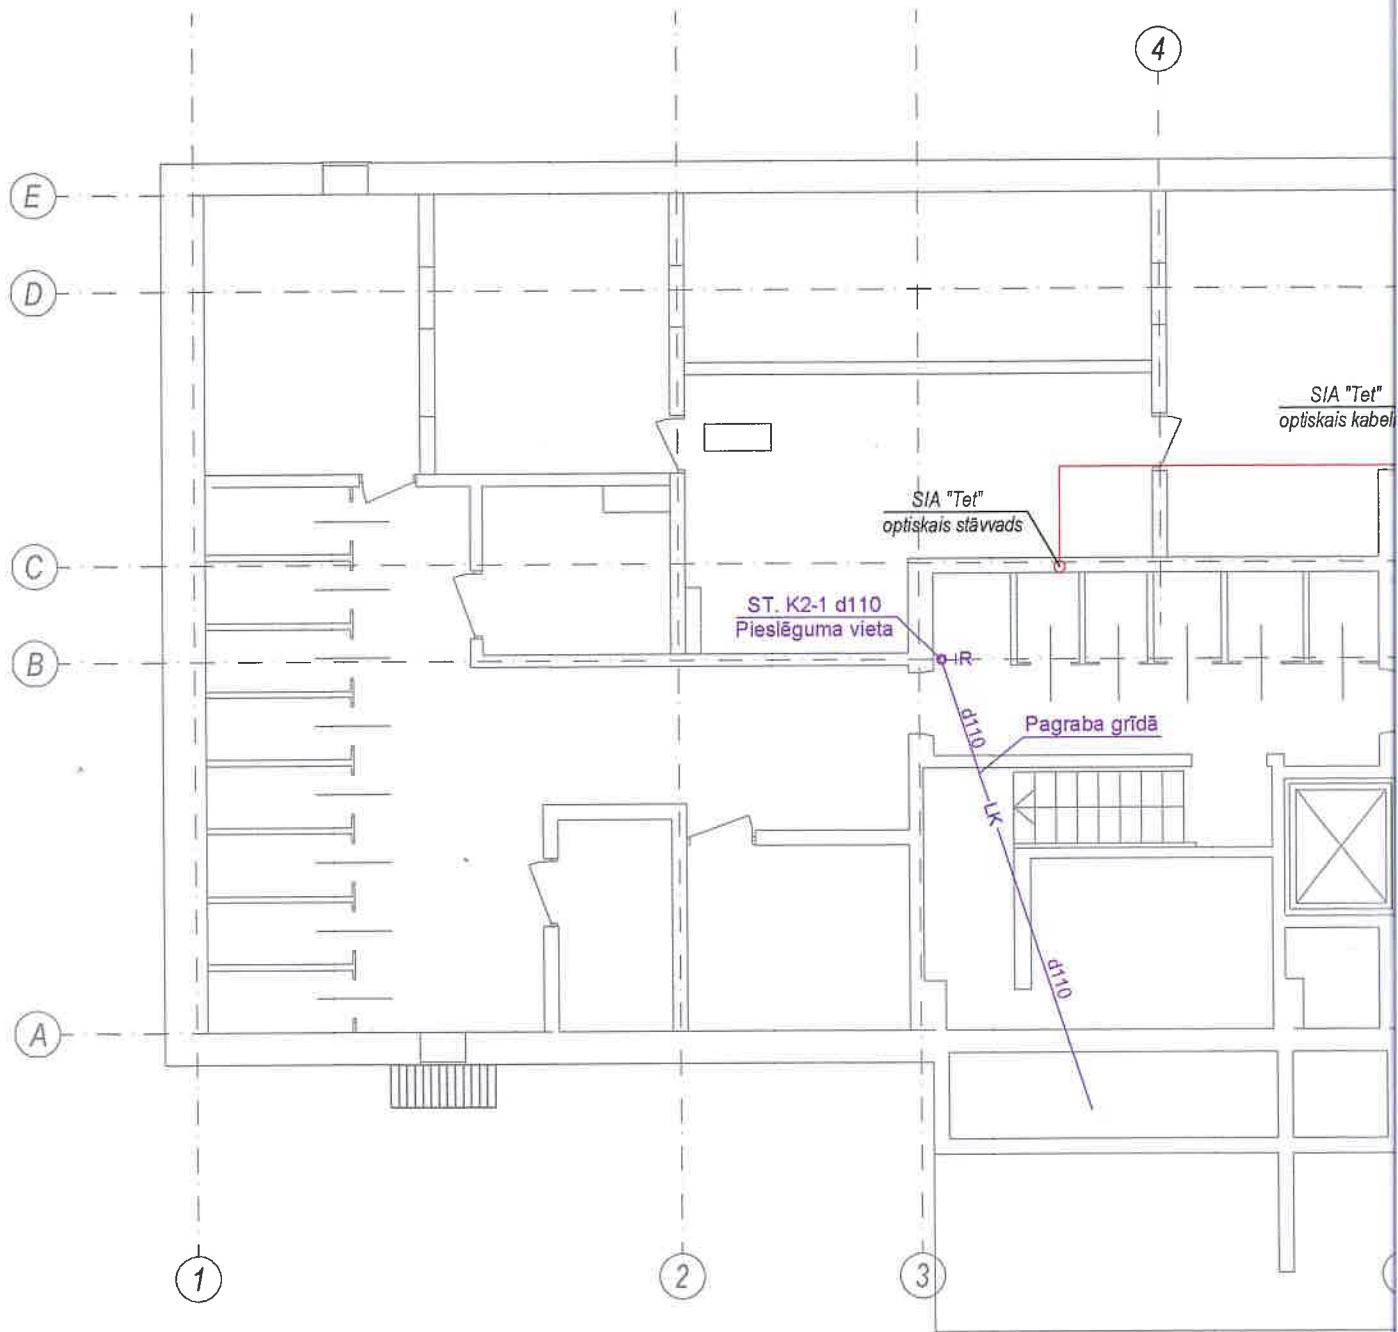 4
E
D
SIA "Tet"
optiskais kabeli
SIA "Tet"
optiskais stāvvads
C
ST. K2-1 d110
Pieslēguma vieta
B
R
d110
Pagraba grīdā
LK
d110
A
1
2
3